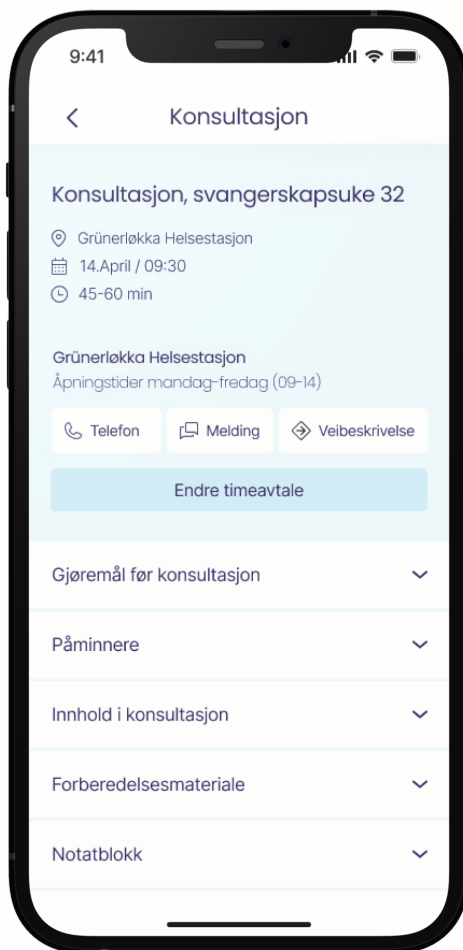 9:41
Konsultasjon
Konsultasjon, svangerskapsuke 32
Grünerløkka Helsestasjon
14.April / 09:30
45-60 min
Grünerløkka Helsestasjon
Åpningstider mandag-fredag (09-14)
Telefon Melding Veibeskrivelse
Endre timeavtale
Gjøremål før konsultasjon
Påminnere
Innhold i konsultasjon
Forberedelsesmateriale
Notatblokk